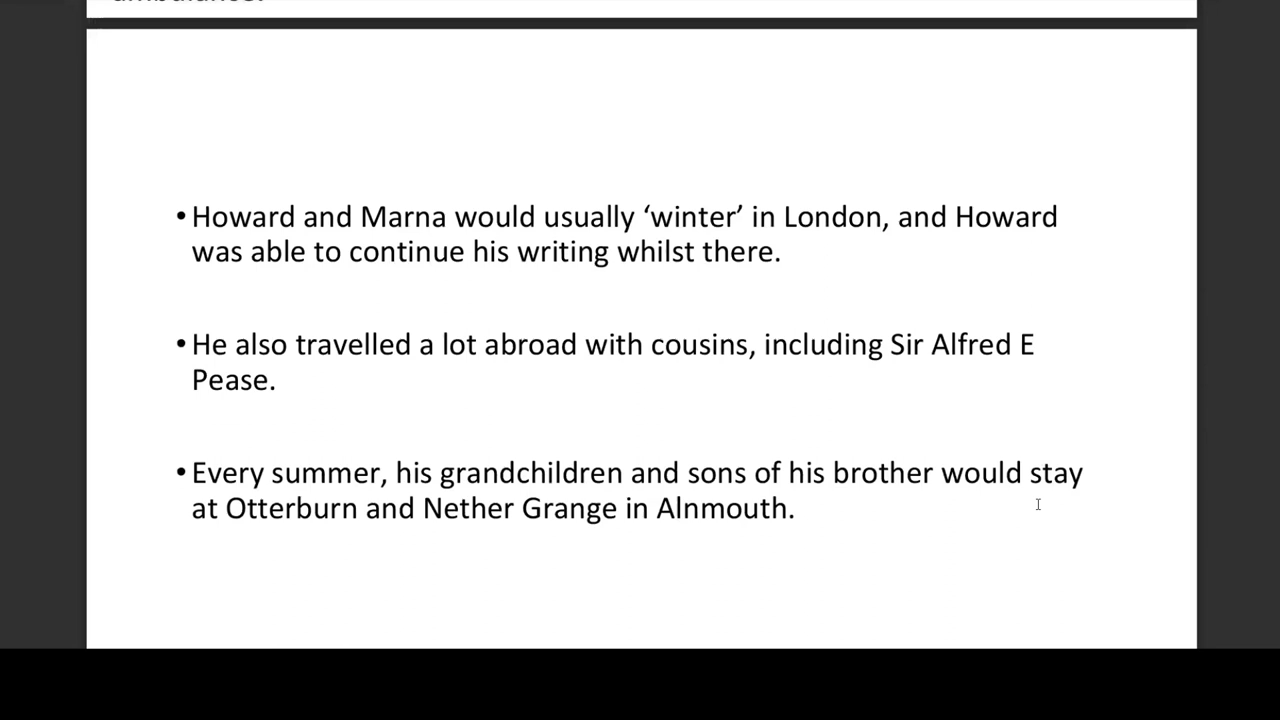 • Howard and Marna would usually ‘winter’ in London, and Howard
was able to continue his writing whilst there.
• He also travelled a lot abroad with cousins, including Sir Alfred E
Pease.
• Every summer, his grandchildren and sons of his brother would stay
at Otterburn and Nether Grange in Alnmouth.